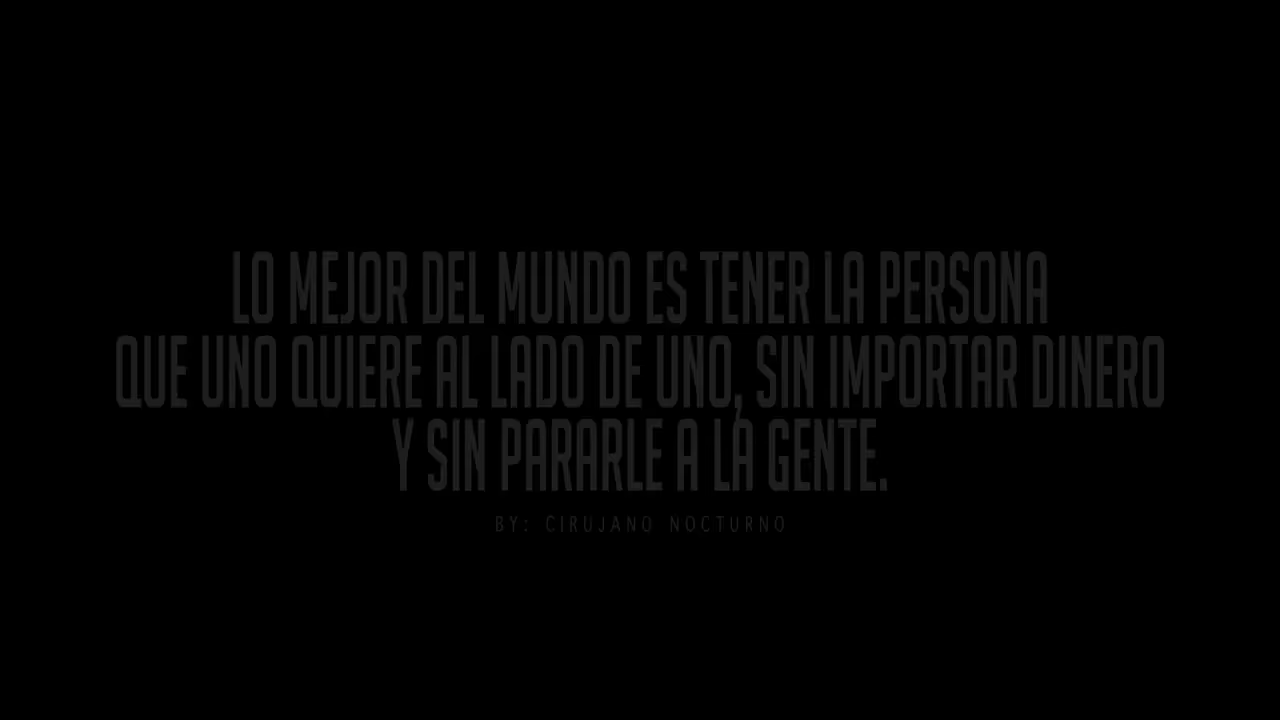 LO MEJOR DEL MUNDO ES TENER LA PERSONA
QUE UNO QUIERE AL LADO DE UNO, SIN IMPORTAR DINERO
Y SIN PARARLE A LA GENTE.
BY: CIRUJANO NOCTURNO